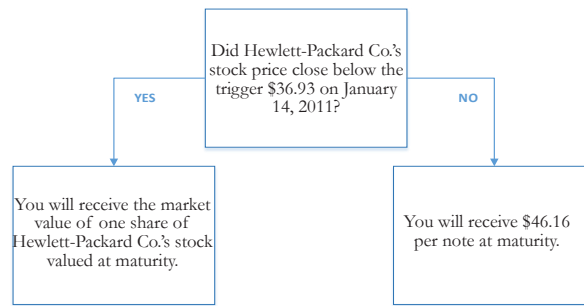 Did Hewlett-Packard Co.'s
stock price close below the
trigger $36.93 on January
14, 2011?
YES
NO
You will receive the market
value of one share of
Hewlett-Packard Co.'s stock
valued at maturity.
You will receive $46.16
per note at maturity.